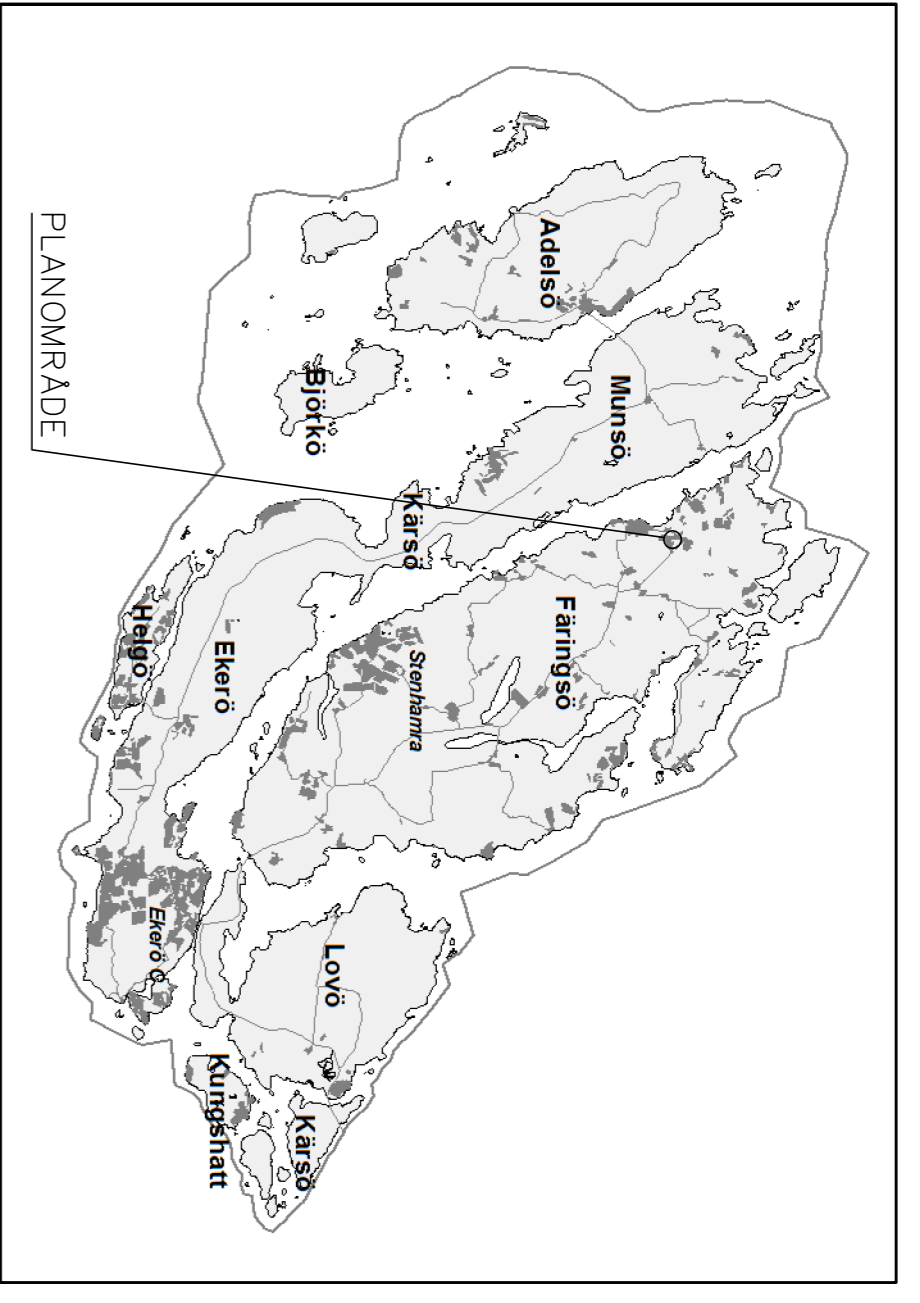 Munsö
Färingsö
Adelsö
Stenhamra
Kärsö
Lovö
Björkö
Kärsö
Ekerö
Kungshatt
Ekerö C
Helgö
PLANOMRÅDE